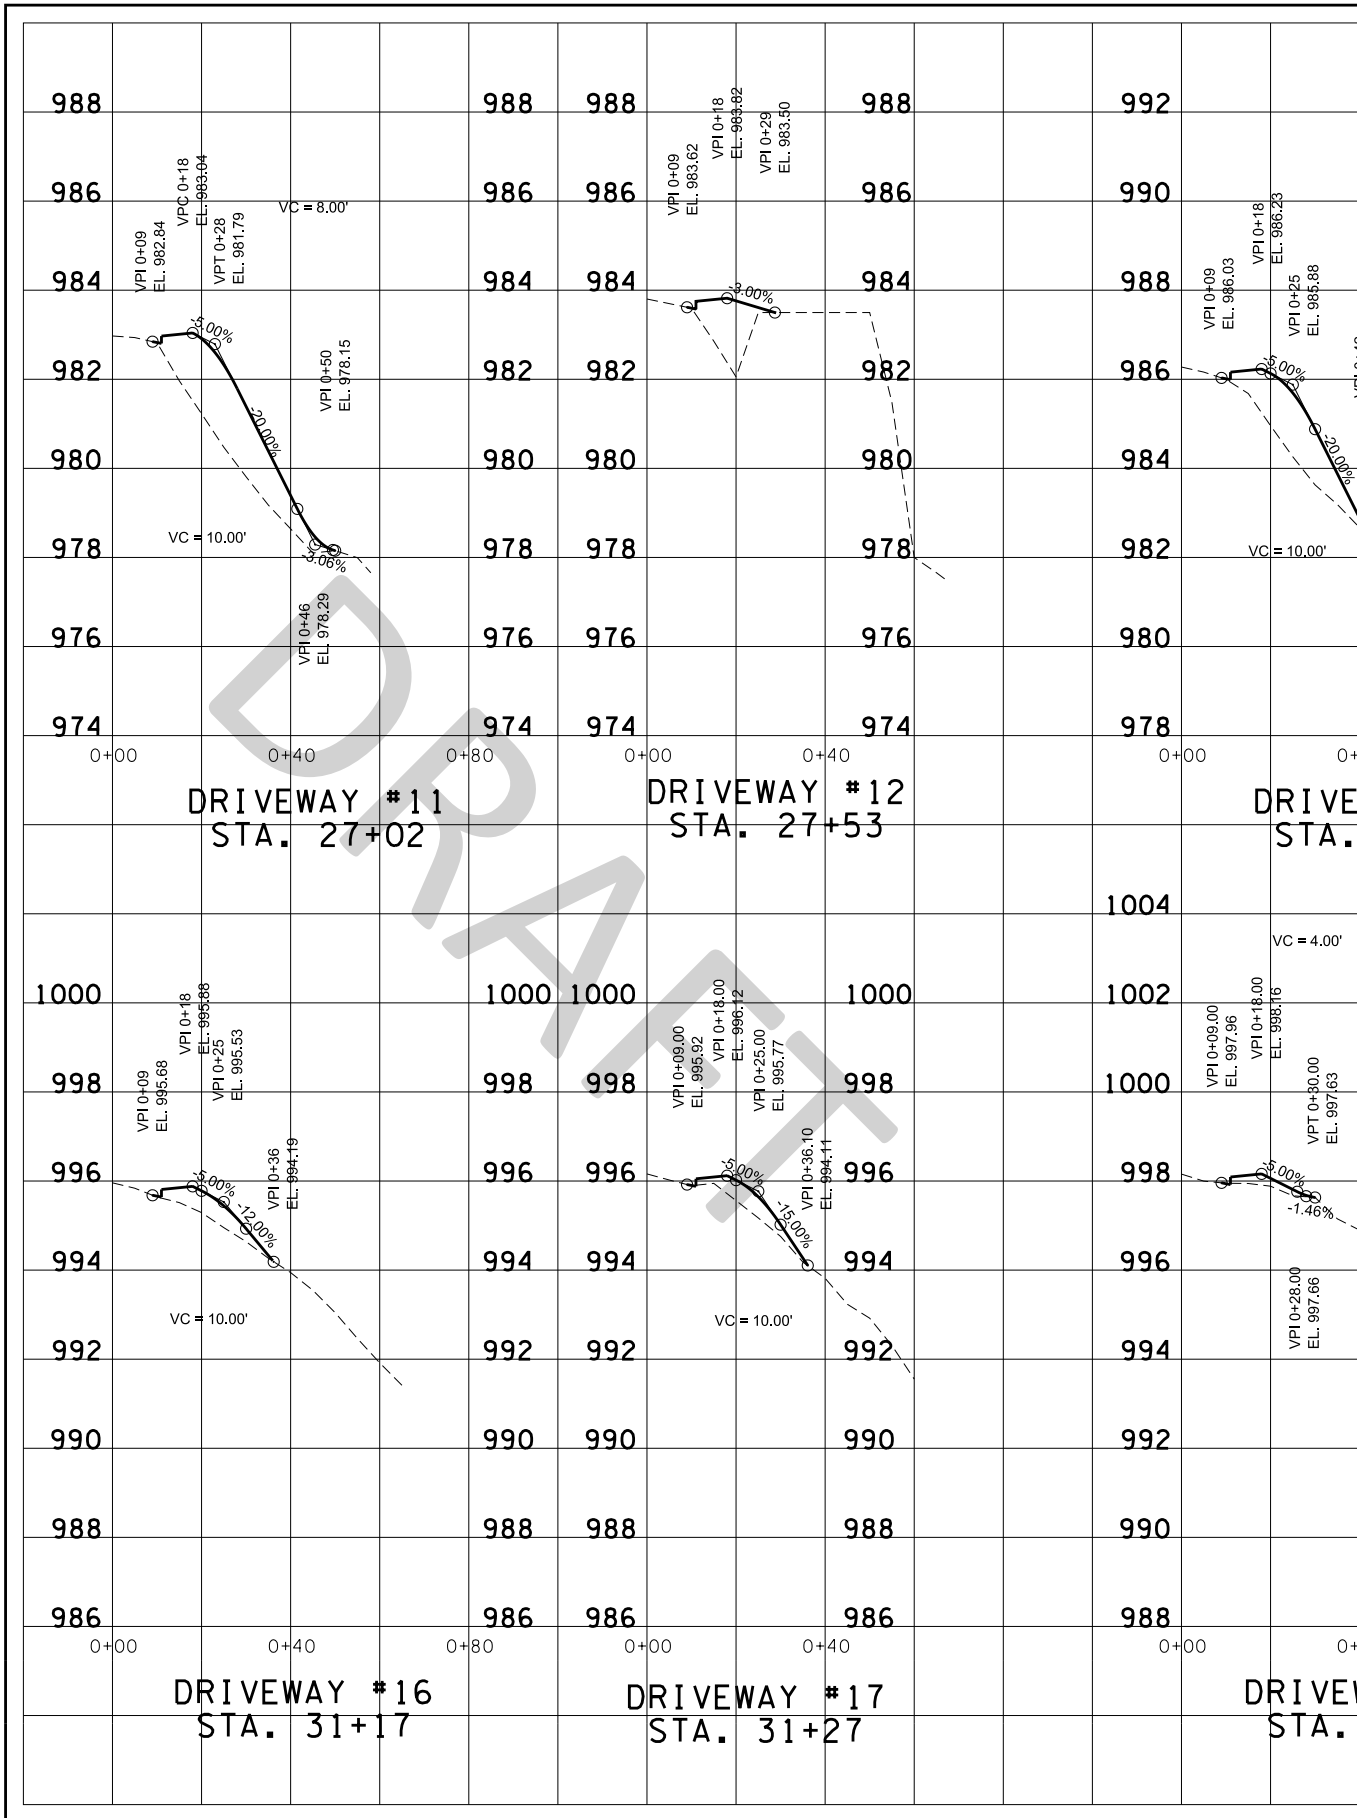 988
986
984
982
980
978
976
974
VPI 0+09
EL. 982.84
VPC 0+18
EL. 983.04
VPT 0+28
EL. 981.79
VC = 8.00'
-5.00%
-20.00%
VPI 0+50
EL. 978.15
VC = 10.00'
-3.06%
VPI 0+46
EL. 978.29
988
986
984
982
980
978
976
974
0+00
0+40
0+80
DRIVEWAY #11
STA. 27+02
988
986
984
982
980
978
976
974
VPI 0+09
EL. 983.62
VPI 0+18
EL. 983.82
VPI 0+29
EL. 983.50
-3.00%
988
986
984
982
980
978
976
974
0+00
0+40
DRIVEWAY #12
STA. 27+53
992
990
988
986
984
982
980
978
VPI 0+09
EL. 986.03
VPI 0+18
EL. 986.23
VPI 0+25
EL. 985.88
-5.00%
-20.00%
VC = 10.00'
0+00
DRIVE
STA.
DRAFT
1000
998
996
994
992
990
988
986
VPI 0+09
EL. 995.68
VPI 0+18
EL. 995.88
VPI 0+25
EL. 995.53
-5.00%
-12.00%
VPI 0+36
EL. 994.19
VC = 10.00'
1000
998
996
994
992
990
988
986
0+00
0+40
0+80
DRIVEWAY #16
STA. 31+17
1000
998
996
994
992
990
988
986
VPI 0+09.00
EL. 995.92
VPI 0+18.00
EL. 996.12
VPI 0+25.00
EL. 995.77
-5.00%
-15.00%
VPI 0+36.10
EL. 994.11
VC = 10.00'
1000
998
996
994
992
990
988
986
0+00
0+40
DRIVEWAY #17
STA. 31+27
1004
1002
1000
998
996
994
992
990
988
VC = 4.00'
VPI 0+09.00
EL. 997.96
VPI 0+18.00
EL. 998.16
VPT 0+30.00
EL. 997.63
-5.00%
-1.46%
VPI 0+28.00
EL. 997.66
0+00
DRIVEW
STA.